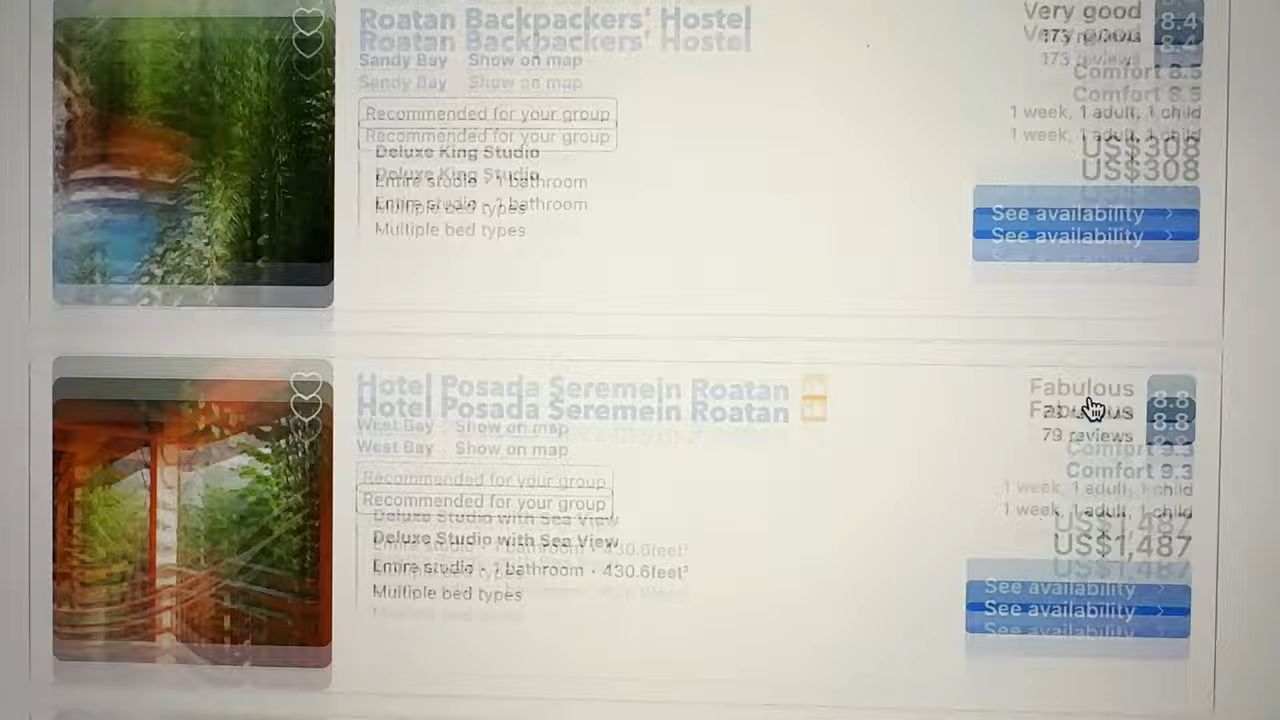 Roatan Backpackers' Hostel
Very good
8.4
173 reviews
Sandy Bay Show on map
Comfort 8.5
Recommended for your group
1 week, 1 adult, 1 child
US$308
Deluxe King Studio
Entire studio • 1 bathroom
Multiple bed types
See availability
Hotel Posada Seremein Roatan
Fabulous
8.8
79 reviews
West Bay Show on map
Comfort 9.3
Recommended for your group
1 week, 1 adult, 1 child
US$1,487
Deluxe Studio with Sea View
Entire studio • 1 bathroom • 430.6feet²
Multiple bed types
See availability